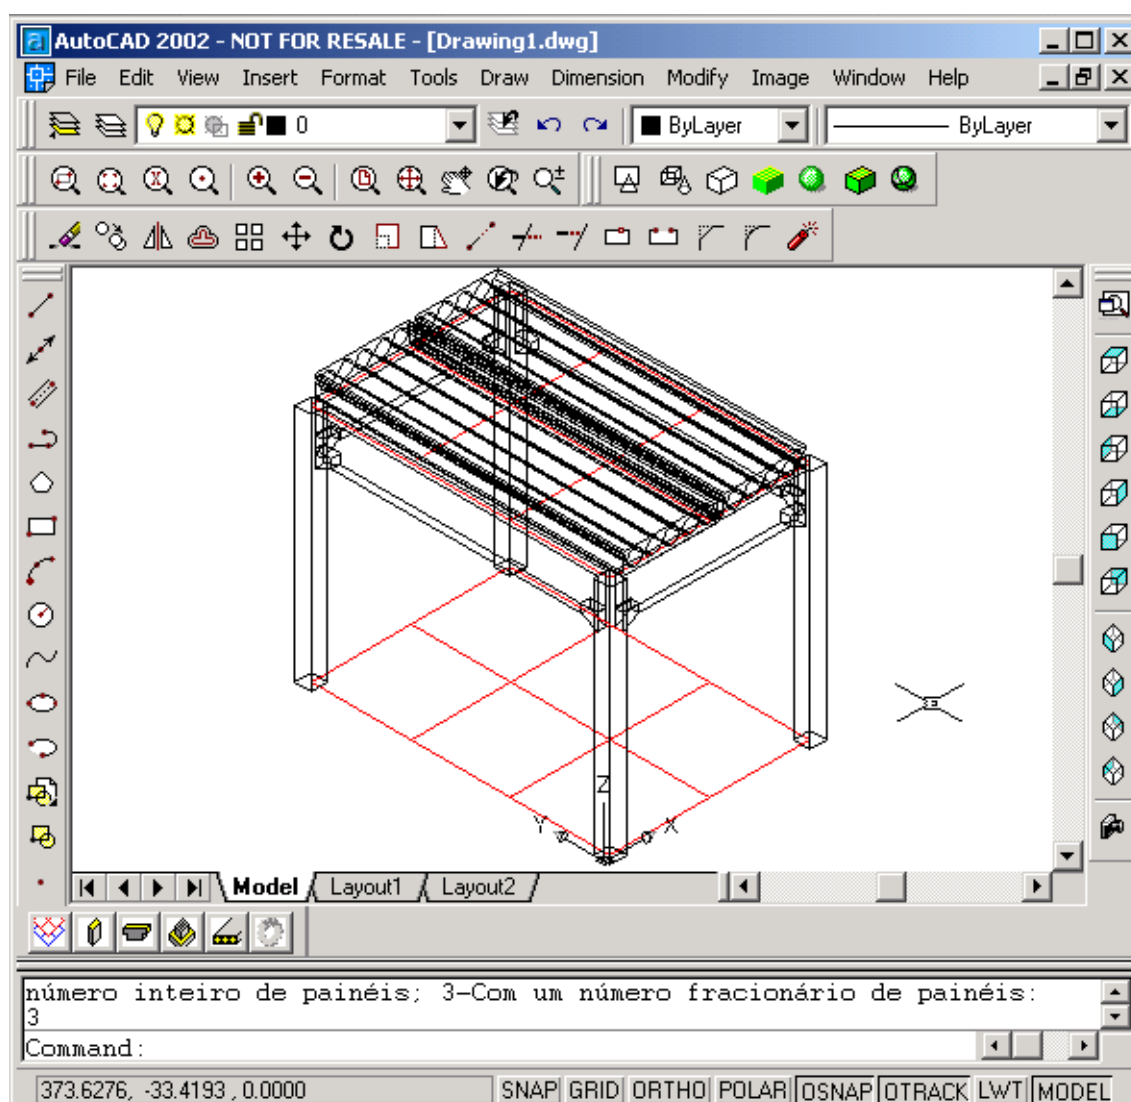 AutoCAD 2002 - NOT FOR RESALE - [Drawing1.dwg]
File Edit View Insert Format Tools Draw Dimension Modify Image Window Help
0 ByLayer ByLayer
Z
Y X
Model Layout1 Layout2
número inteiro de painéis; 3-Com um número fracionário de painéis:
3
Command:
373.6276, -33.4193 , 0.0000 SNAP GRID ORTHO POLAR OSNAP OTRACK LWT MODEL